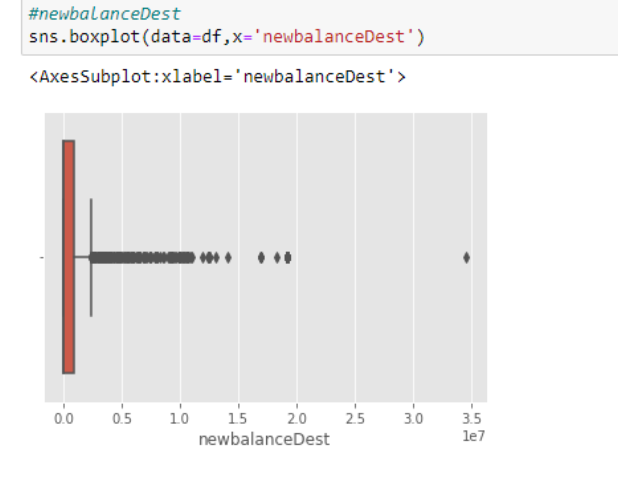 #newbalanceDest
sns.boxplot(data=df,x='newbalanceDest')
<AxesSubplot:xlabel='newbalanceDest'>
0.0 0.5 1.0 1.5 2.0 2.5 3.0 3.5
1e7
newbalanceDest